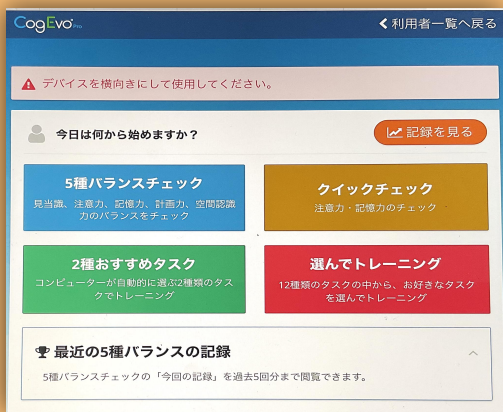 CogEvo Pro
利用者一覧へ戻る
デバイスを横向きにして使用してください。
今日は何から始めますか？
記録を見る
5種バランスチェック
見当識、注意力、記憶力、計画力、空間認識
力のバランスをチェック
クイックチェック
注意力・記憶力のチェック
2種おすすめタスク
コンピューターが自動的に選ぶ2種類のタス
クでトレーニング
選んでトレーニング
12種類のタスクの中から、お好きなタスク
を選んでトレーニング
最近の5種バランスの記録
5種バランスチェックの「今回の記録」を過去5回分まで閲覧できます。